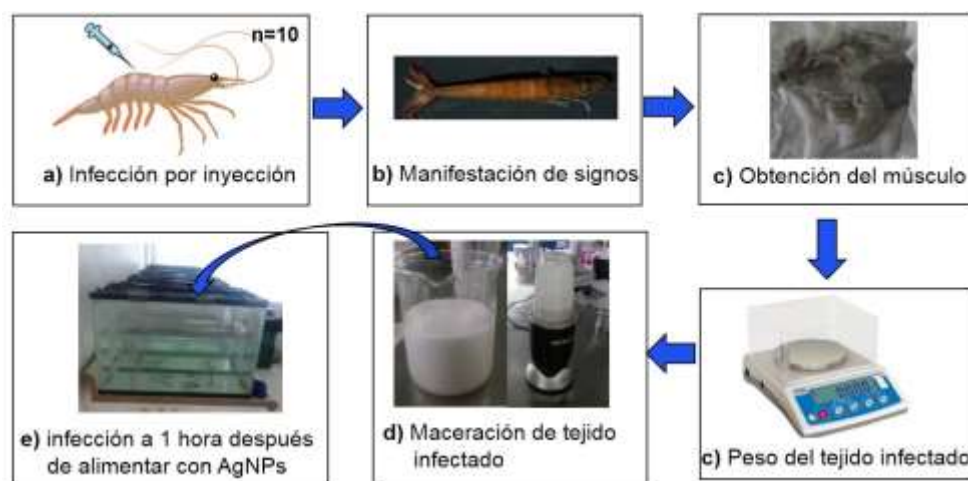 n=10
a) Infección por inyección
b) Manifestación de signos
c) Obtención del músculo
e) infección a 1 hora después
de alimentar con AgNPs
d) Maceración de tejido
infectado
c) Peso del tejido infectado